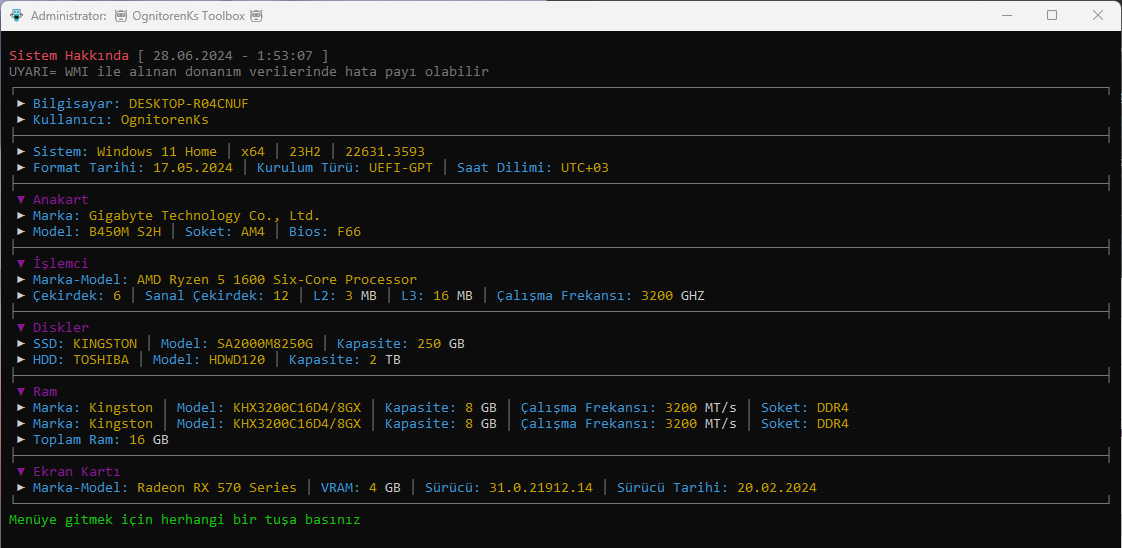 Administrator: OgnitorenKs Toolbox
Sistem Hakkında [ 28.06.2024 - 1:53:07 ]
UYARI= WMI ile alınan donanım verilerinde hata payı olabilir
► Bilgisayar: DESKTOP-R04CNUF
► Kullanıcı: OgnitorenKs
► Sistem: Windows 11 Home │ x64 │ 23H2 │ 22631.3593
► Format Tarihi: 17.05.2024 │ Kurulum Türü: UEFI-GPT │ Saat Dilimi: UTC+03
▼ Anakart
► Marka: Gigabyte Technology Co., Ltd.
► Model: B450M S2H │ Soket: AM4 │ Bios: F66
▼ İşlemci
► Marka-Model: AMD Ryzen 5 1600 Six-Core Processor
► Çekirdek: 6 │ Sanal Çekirdek: 12 │ L2: 3 MB │ L3: 16 MB │ Çalışma Frekansı: 3200 GHZ
▼ Diskler
► SSD: KINGSTON │ Model: SA2000M8250G │ Kapasite: 250 GB
► HDD: TOSHIBA │ Model: HDWD120 │ Kapasite: 2 TB
▼ Ram
► Marka: Kingston │ Model: KHX3200C16D4/8GX │ Kapasite: 8 GB │ Çalışma Frekansı: 3200 MT/s │ Soket: DDR4
► Marka: Kingston │ Model: KHX3200C16D4/8GX │ Kapasite: 8 GB │ Çalışma Frekansı: 3200 MT/s │ Soket: DDR4
► Toplam Ram: 16 GB
▼ Ekran Kartı
► Marka-Model: Radeon RX 570 Series │ VRAM: 4 GB │ Sürücü: 31.0.21912.14 │ Sürücü Tarihi: 20.02.2024
Menüye gitmek için herhangi bir tuşa basınız